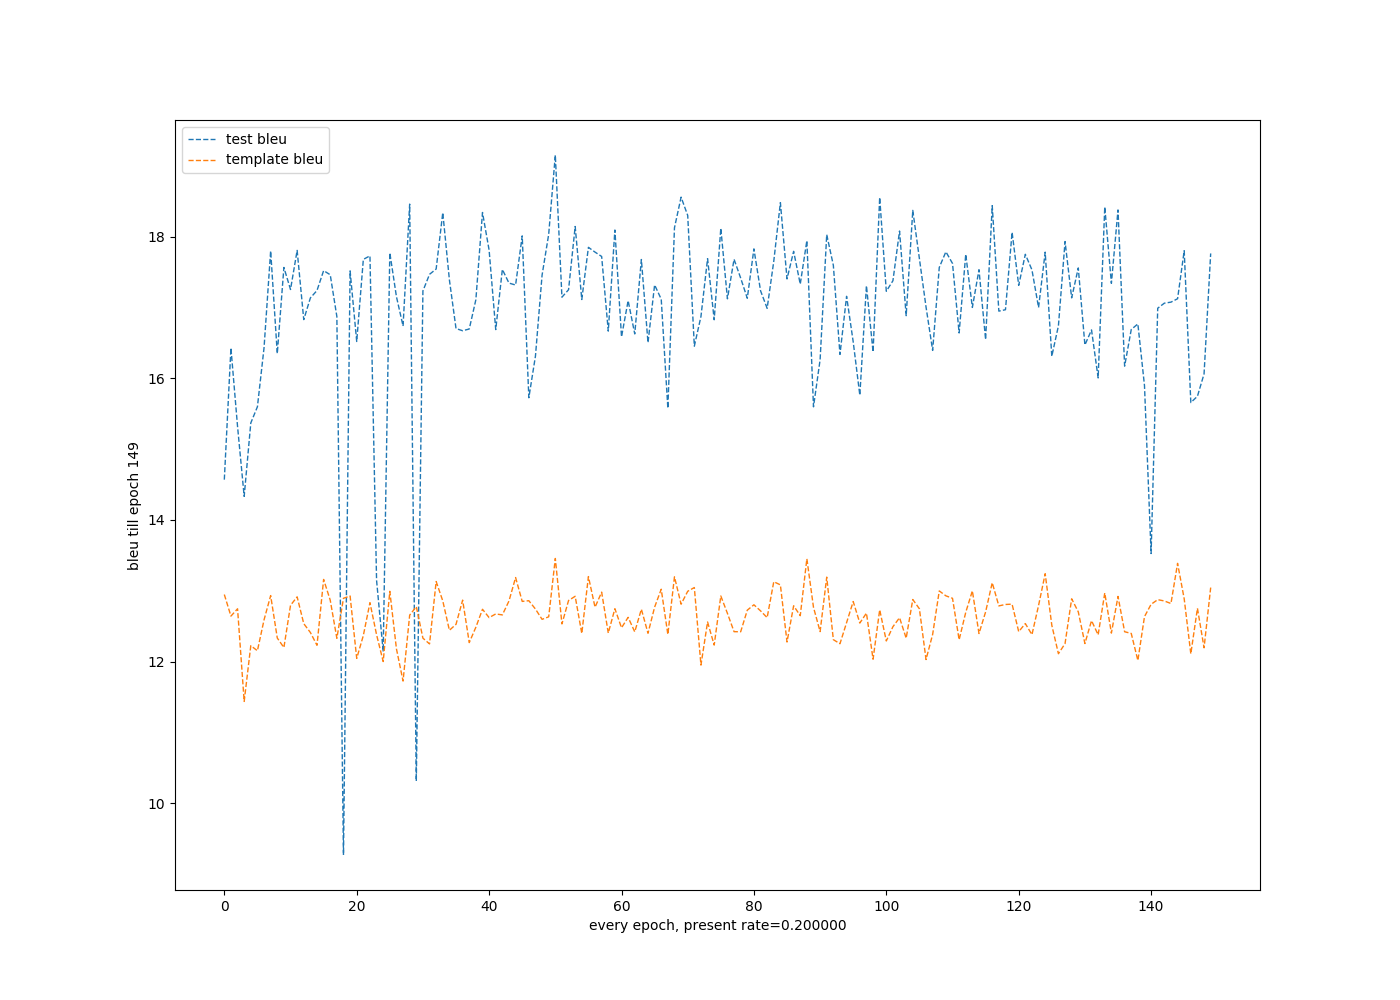 test bleu
template bleu
18
16
14
12
10
bleu till epoch 149
0 20 40 60 80 100 120 140
every epoch, present rate=0.200000